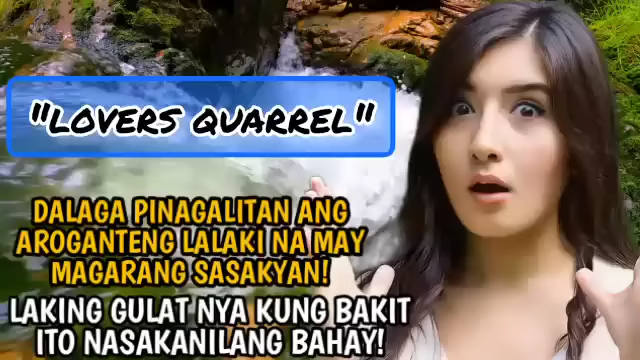 "LOVERS QUARREL"
DALAGA PINAGALITAN ANG
AROGANTENG LALAKI NA MAY
MAGARANG SASAKYAN!
LAKING GULAT NYA KUNG BAKIT
ITO NASAKANILANG BAHAY!